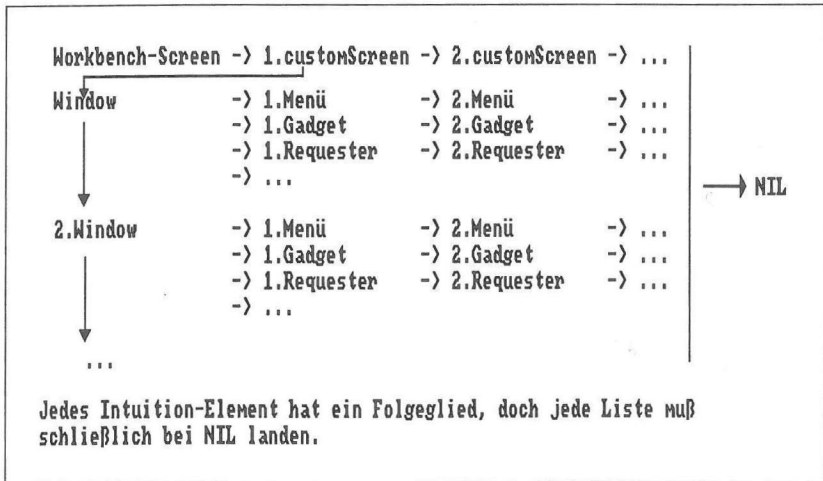 Workbench-Screen -> 1.customScreen -> 2.customScreen -> ...
Window -> 1.Menü -> 2.Menü -> ...
-> 1.Gadget -> 2.Gadget -> ...
-> 1.Requester -> 2.Requester -> ...
-> ...
→ NIL
2.Window -> 1.Menü -> 2.Menü -> ...
-> 1.Gadget -> 2.Gadget -> ...
-> 1.Requester -> 2.Requester -> ...
-> ...
...
Jedes Intuition-Element hat ein Folgeglied, doch jede Liste muß
schließlich bei NIL landen.